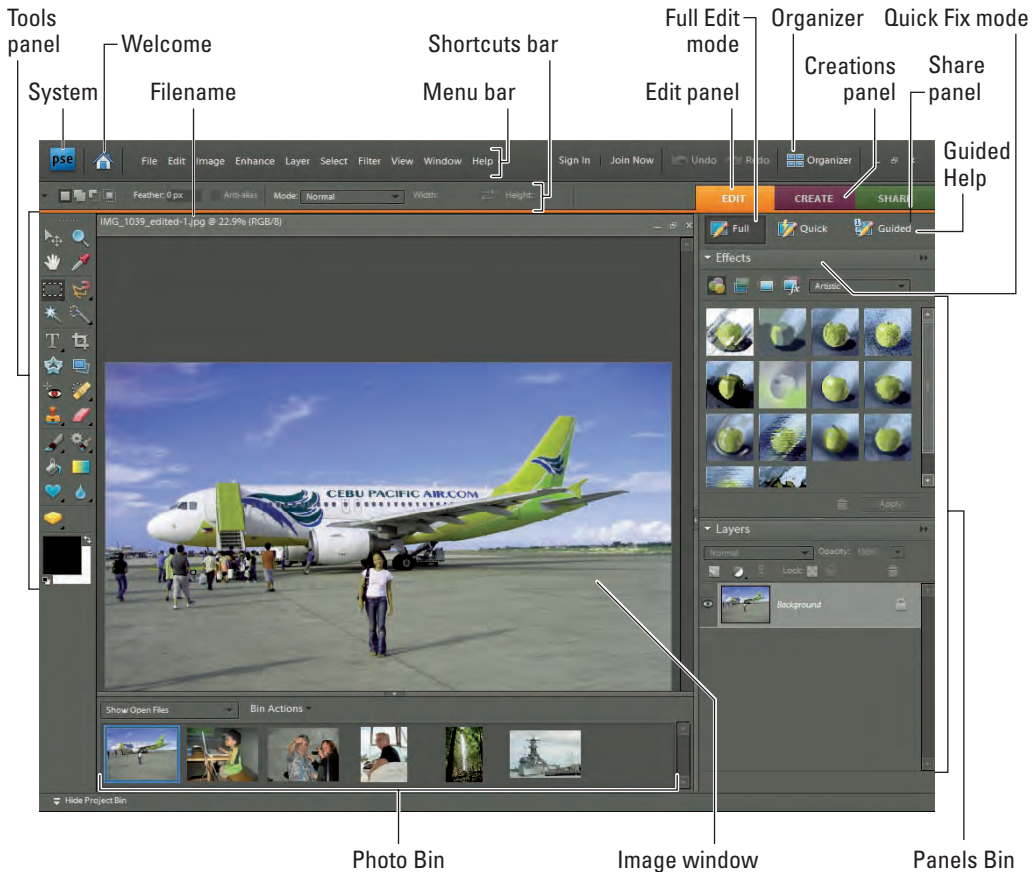 Tools panel
Welcome
System
Filename
Shortcuts bar
Menu bar
Full Edit mode
Organizer
Quick Fix mode
Edit panel
Creations panel
Share panel
Guided Help
pse
File Edit Image Enhance Layer Select Filter View Window Help
Sign In | Join Now
Undo
Redo
Organizer
Feather: 0 px
Anti-alias
Mode: Normal
Width:
Height:
EDIT
CREATE
SHARE
IMG_1039_edited-1.jpg @ 22.9% (RGB/8)
Full
Quick
Guided
Effects
Artistic
Apply
CEBU PACIFIC AIR.COM
Layers
Normal
Opacity: 100%
Lock:
Background
Show Open Files
Bin Actions
Hide Project Bin
Photo Bin
Image window
Panels Bin